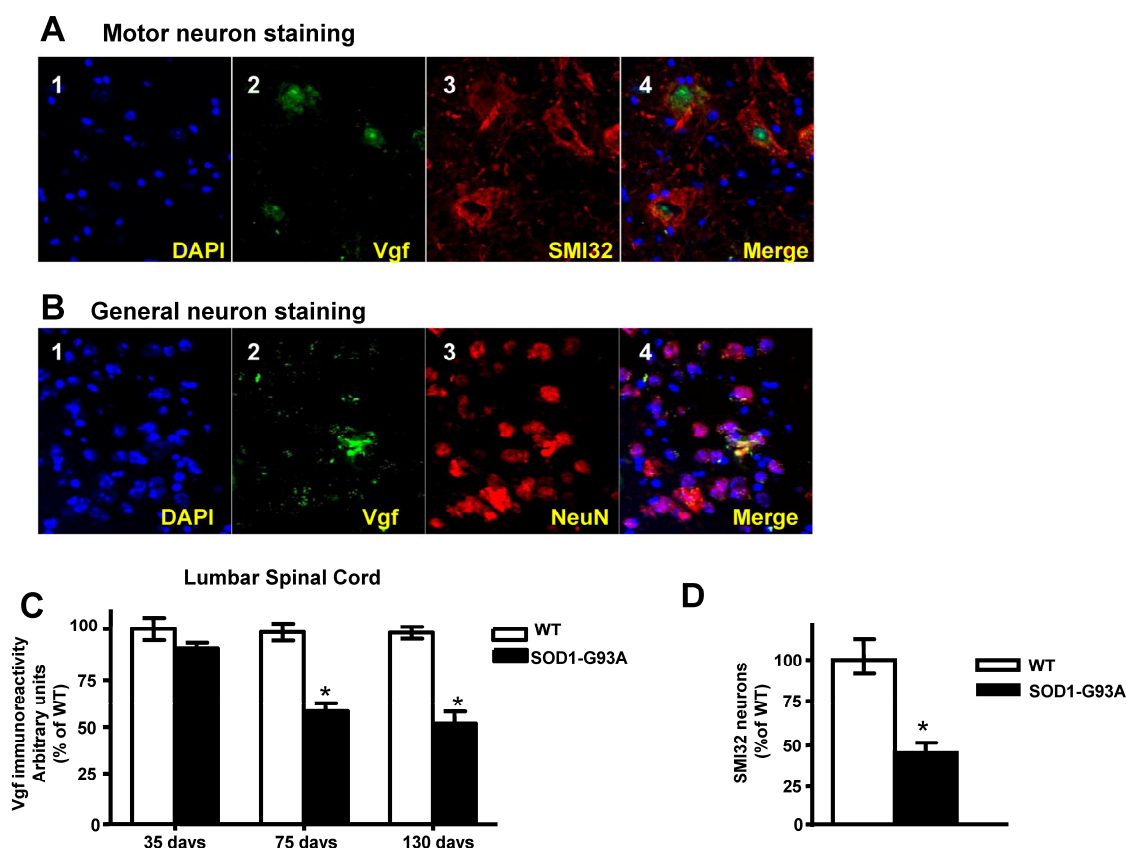 A Motor neuron staining
1 2 3 4
DAPI Vgf SMI32 Merge
B General neuron staining
1 2 3 4
DAPI Vgf NeuN Merge
Lumbar Spinal Cord
C
Vgf immunoreactivity
Arbitrary units
(% of WT)
100
75
50
25
0
* *
35 days 75 days 130 days
WT
SOD1-G93A
D
SMI32 neurons
(%of WT)
100
75
50
25
0
*
WT
SOD1-G93A